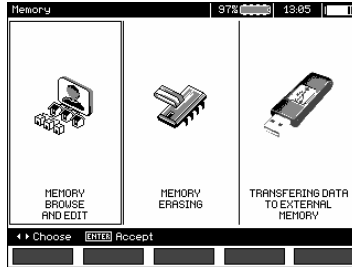 Memory 97% 13:05
MEMORY
BROWSE
AND EDIT
MEMORY
ERASING
TRANSFERING DATA
TO EXTERNAL
MEMORY
Choose ENTER Accept